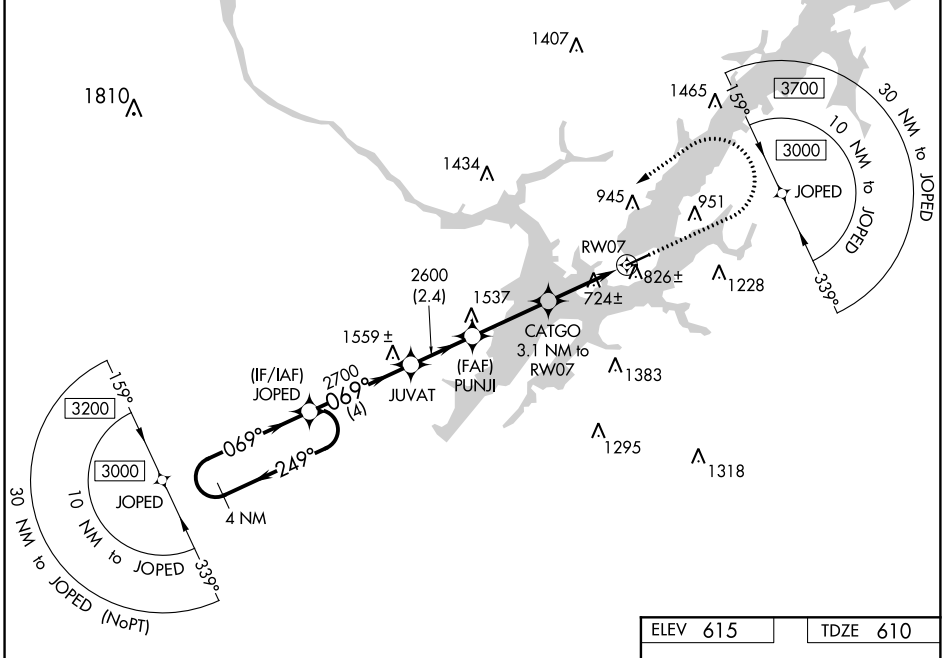 1407
1810
1465
159°
3700
30 NM to JOPED
10 NM to JOPED
3000
JOPED
339°
1434
945
951
RW07
826±
724±
1228
2600
(2.4)
1537
CATGO
3.1 NM to
RW07
1559 ±
(FAF)
PUNJI
1383
(IF/IAF)
JOPED
2700
069°
(4)
JUVAT
069°
249°
4 NM
1295
1318
159°
3200
3000
JOPED
10 NM to JOPED
339°
30 NM to JOPED (NoPT)
ELEV 615
TDZE 610